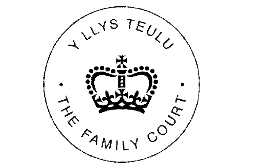 Y LLYS TEULU
· THE FAMILY COURT ·